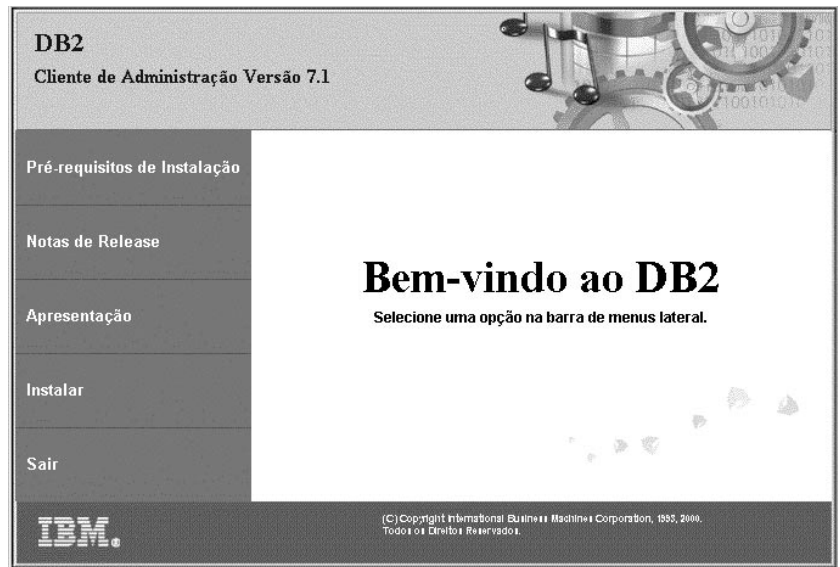 DB2
Cliente de Administração Versão 7.1
Pré-requisitos de Instalação
Notas de Release
Apresentação
Instalar
Sair
Bem-vindo ao DB2
Selecione uma opção na barra de menus lateral.
IBM.
(C) Copyright International Business Machines Corporation, 1993, 2000.
Todos os Direitos Reservados.